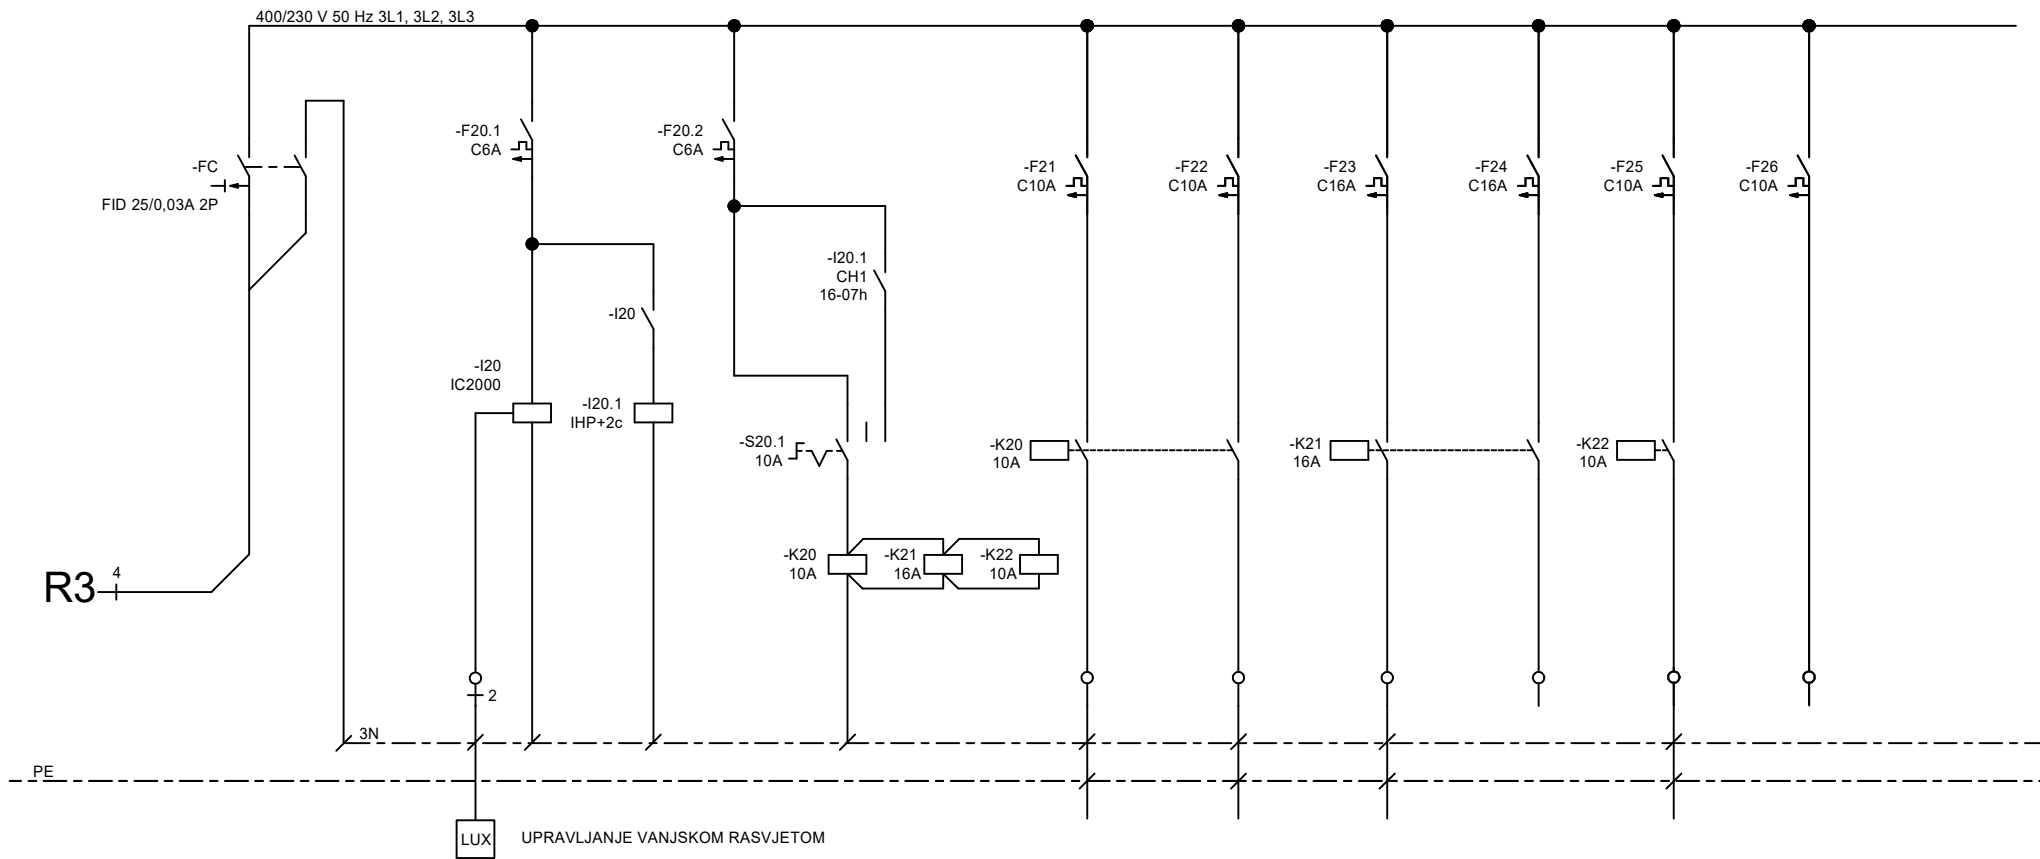 400/230 V 50 Hz 3L1, 3L2, 3L3
-FC
FID 25/0,03A 2P
-F20.1
C6A
-F20.2
C6A
-F21
C10A
-F22
C10A
-F23
C16A
-F24
C16A
-F25
C10A
-F26
C10A
-I20.1
CH1
16-07h
-I20
-I20
IC2000
-I20.1
IHP+2c
-S20.1
10A
-K20
10A
-K21
16A
-K22
10A
-K20
10A
-K21
16A
-K22
10A
R3
4
2
3N
PE
LUX
UPRAVLJANJE VANJSKOM RASVJETOM